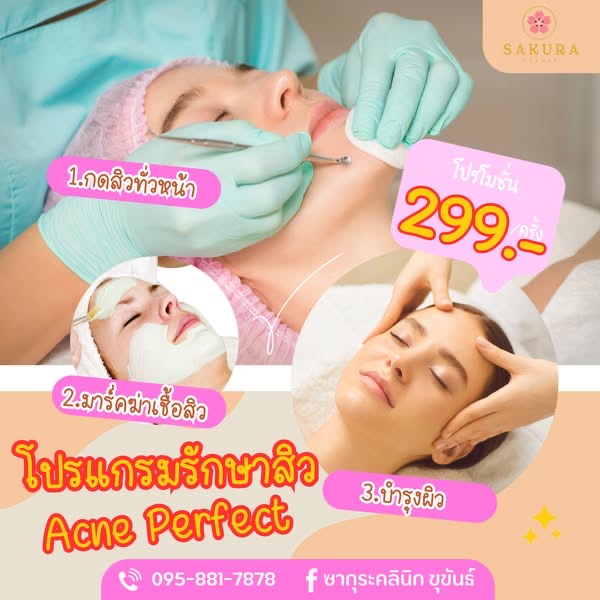 SAKURA
CLINIC
1.กดสิวทั่วหน้า
โปรโมชั่น
299.-
/ครั้ง
2.มาร์คฆ่าเชื้อสิว
โปรแกรมรักษาสิว
Acne Perfect
3.บำรุงผิว
095-881-7878
ซากุระคลินิก ขุขันธ์